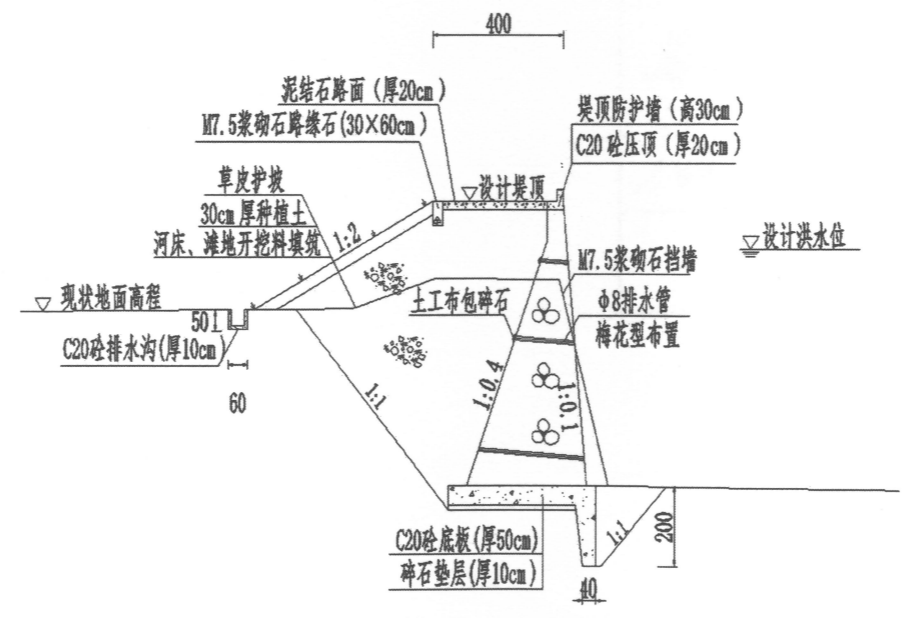 400
泥结石路面（厚20cm）
M7.5浆砌石路缘石(30×60cm)
堤顶防护墙（高30cm）
C20砼压顶（厚20cm）
草皮护坡
30cm厚种植土
河床、滩地开挖料填筑
1:2
设计堤顶
设计洪水位
M7.5浆砌石挡墙
现状地面高程
土工布包碎石
Φ8排水管
梅花型布置
50
C20砼排水沟(厚10cm)
60
1:1
1:0.4
1:0.1
C20砼底板(厚50cm)
碎石垫层(厚10cm)
1:1
200
40